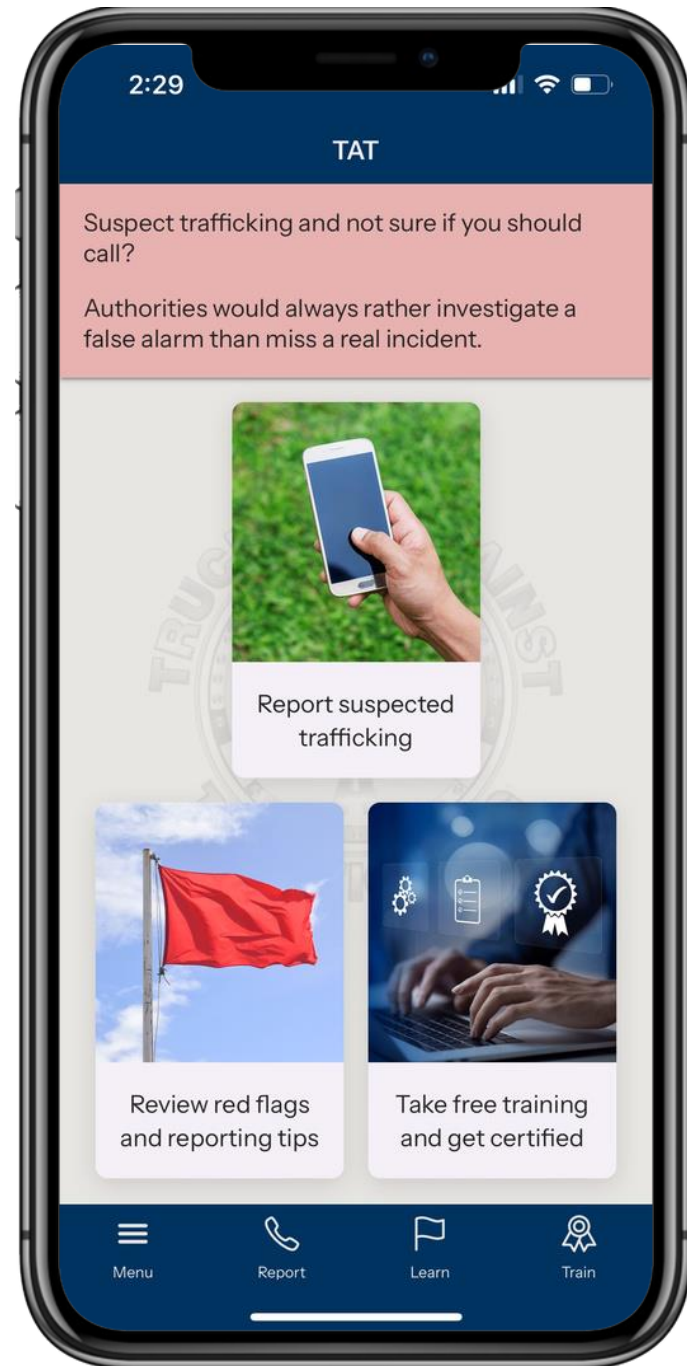 2:29
TAT
Suspect trafficking and not sure if you should
call?
Authorities would always rather investigate a
false alarm than miss a real incident.
TRUC
AINST
Report suspected
trafficking
Review red flags
and reporting tips
Take free training
and get certified
Menu
Report
Learn
Train